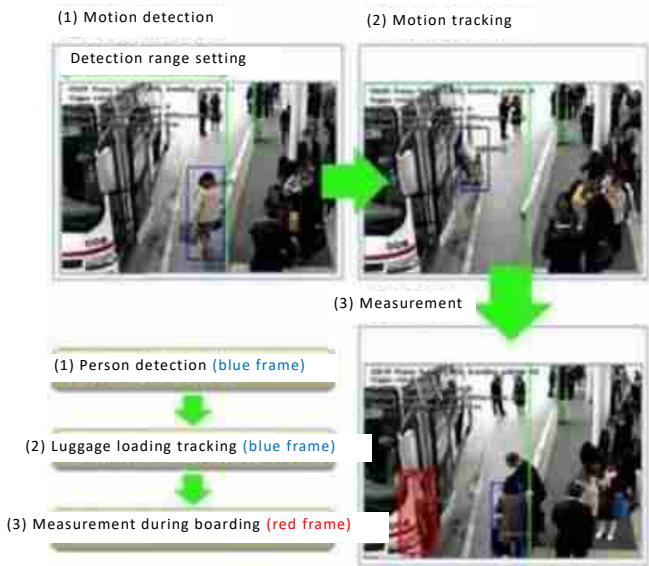 (1) Motion detection
(2) Motion tracking
Detection range setting
(3) Measurement
(1) Person detection (blue frame)
(2) Luggage loading tracking (blue frame)
(3) Measurement during boarding (red frame)